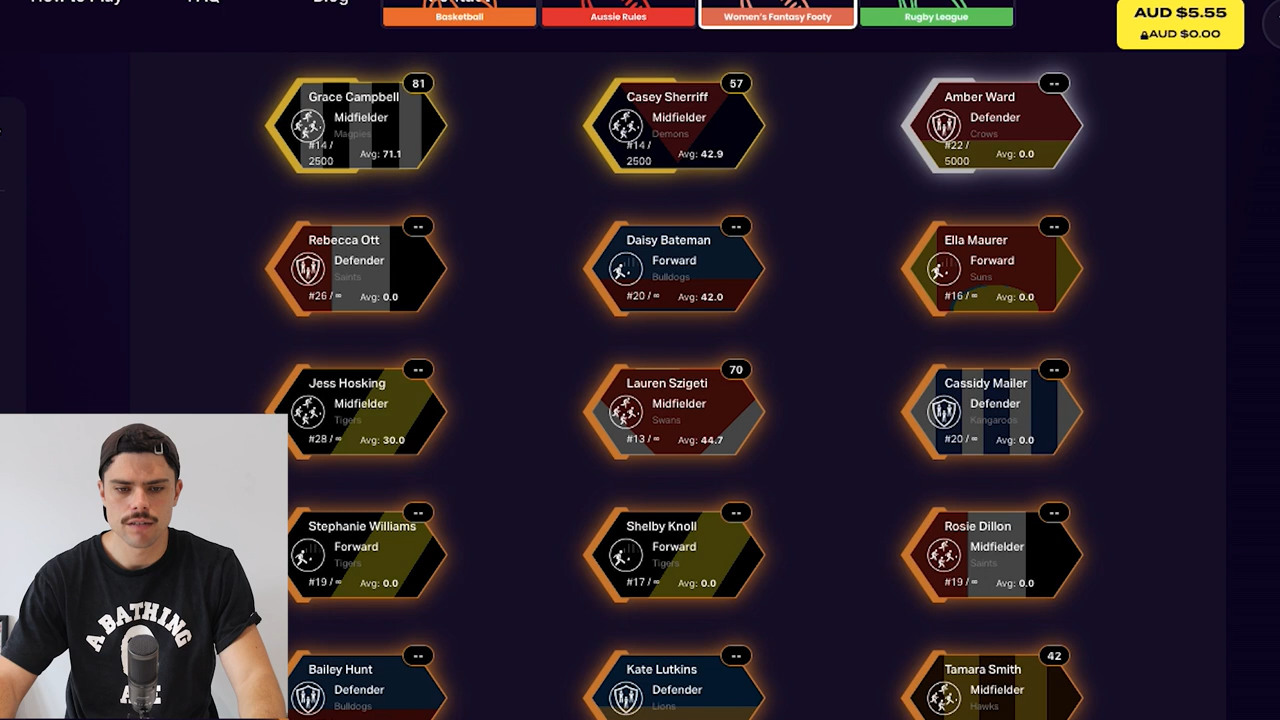 How to Play
FAQ
Blog
Contact
Basketball
Aussie Rules
Women's Fantasy Footy
Rugby League
AUD $5.55
AUD $0.00
81
Grace Campbell
Midfielder
Magpies
#14 /
2500
Avg: 71.1
57
Casey Sherriff
Midfielder
Demons
#14 /
2500
Avg: 42.9
--
Amber Ward
Defender
Crows
#22 /
5000
Avg: 0.0
--
Rebecca Ott
Defender
Saints
#26 / ∞
Avg: 0.0
--
Daisy Bateman
Forward
Bulldogs
#20 / ∞
Avg: 42.0
--
Ella Maurer
Forward
Suns
#16 / ∞
Avg: 0.0
--
Jess Hosking
Midfielder
Tigers
#28 / ∞
Avg: 30.0
70
Lauren Szigeti
Midfielder
Swans
#13 / ∞
Avg: 44.7
--
Cassidy Mailer
Defender
Kangaroos
#20 / ∞
Avg: 0.0
--
Stephanie Williams
Forward
Tigers
#19 / ∞
Avg: 0.0
--
Shelby Knoll
Forward
Tigers
#17 / ∞
Avg: 0.0
--
Rosie Dillon
Midfielder
Saints
#19 / ∞
Avg: 0.0
--
Bailey Hunt
Defender
Bulldogs
--
Kate Lutkins
Defender
Lions
42
Tamara Smith
Midfielder
Hawks
A BATHING
APE